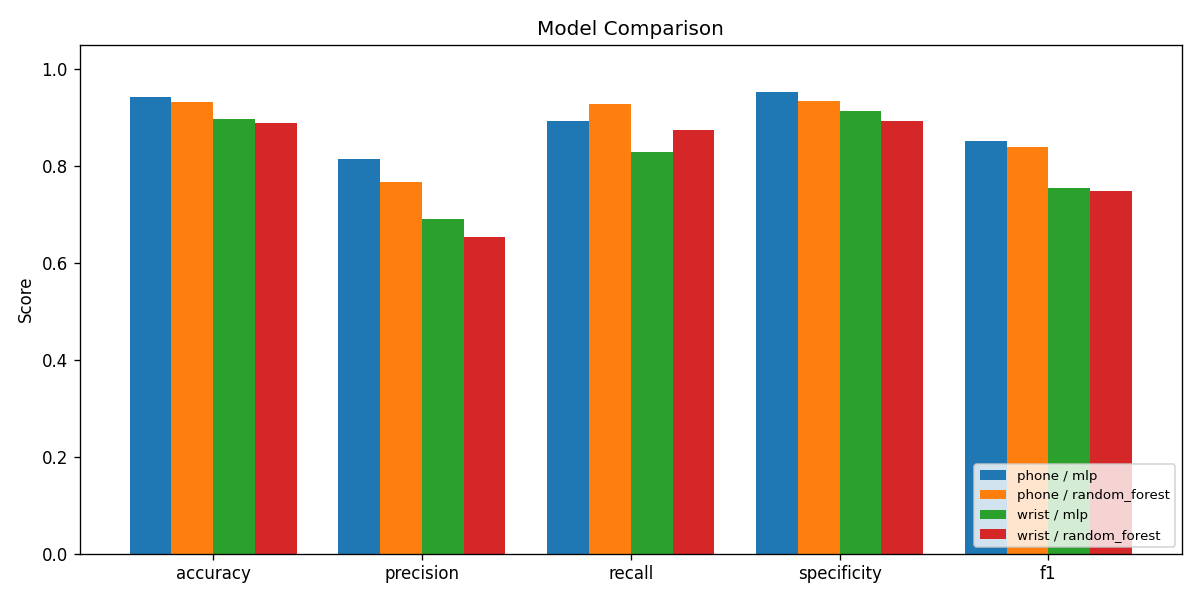 Model Comparison
Score
1.0
0.8
0.6
0.4
0.2
0.0
accuracy precision recall specificity f1
phone / mlp
phone / random_forest
wrist / mlp
wrist / random_forest